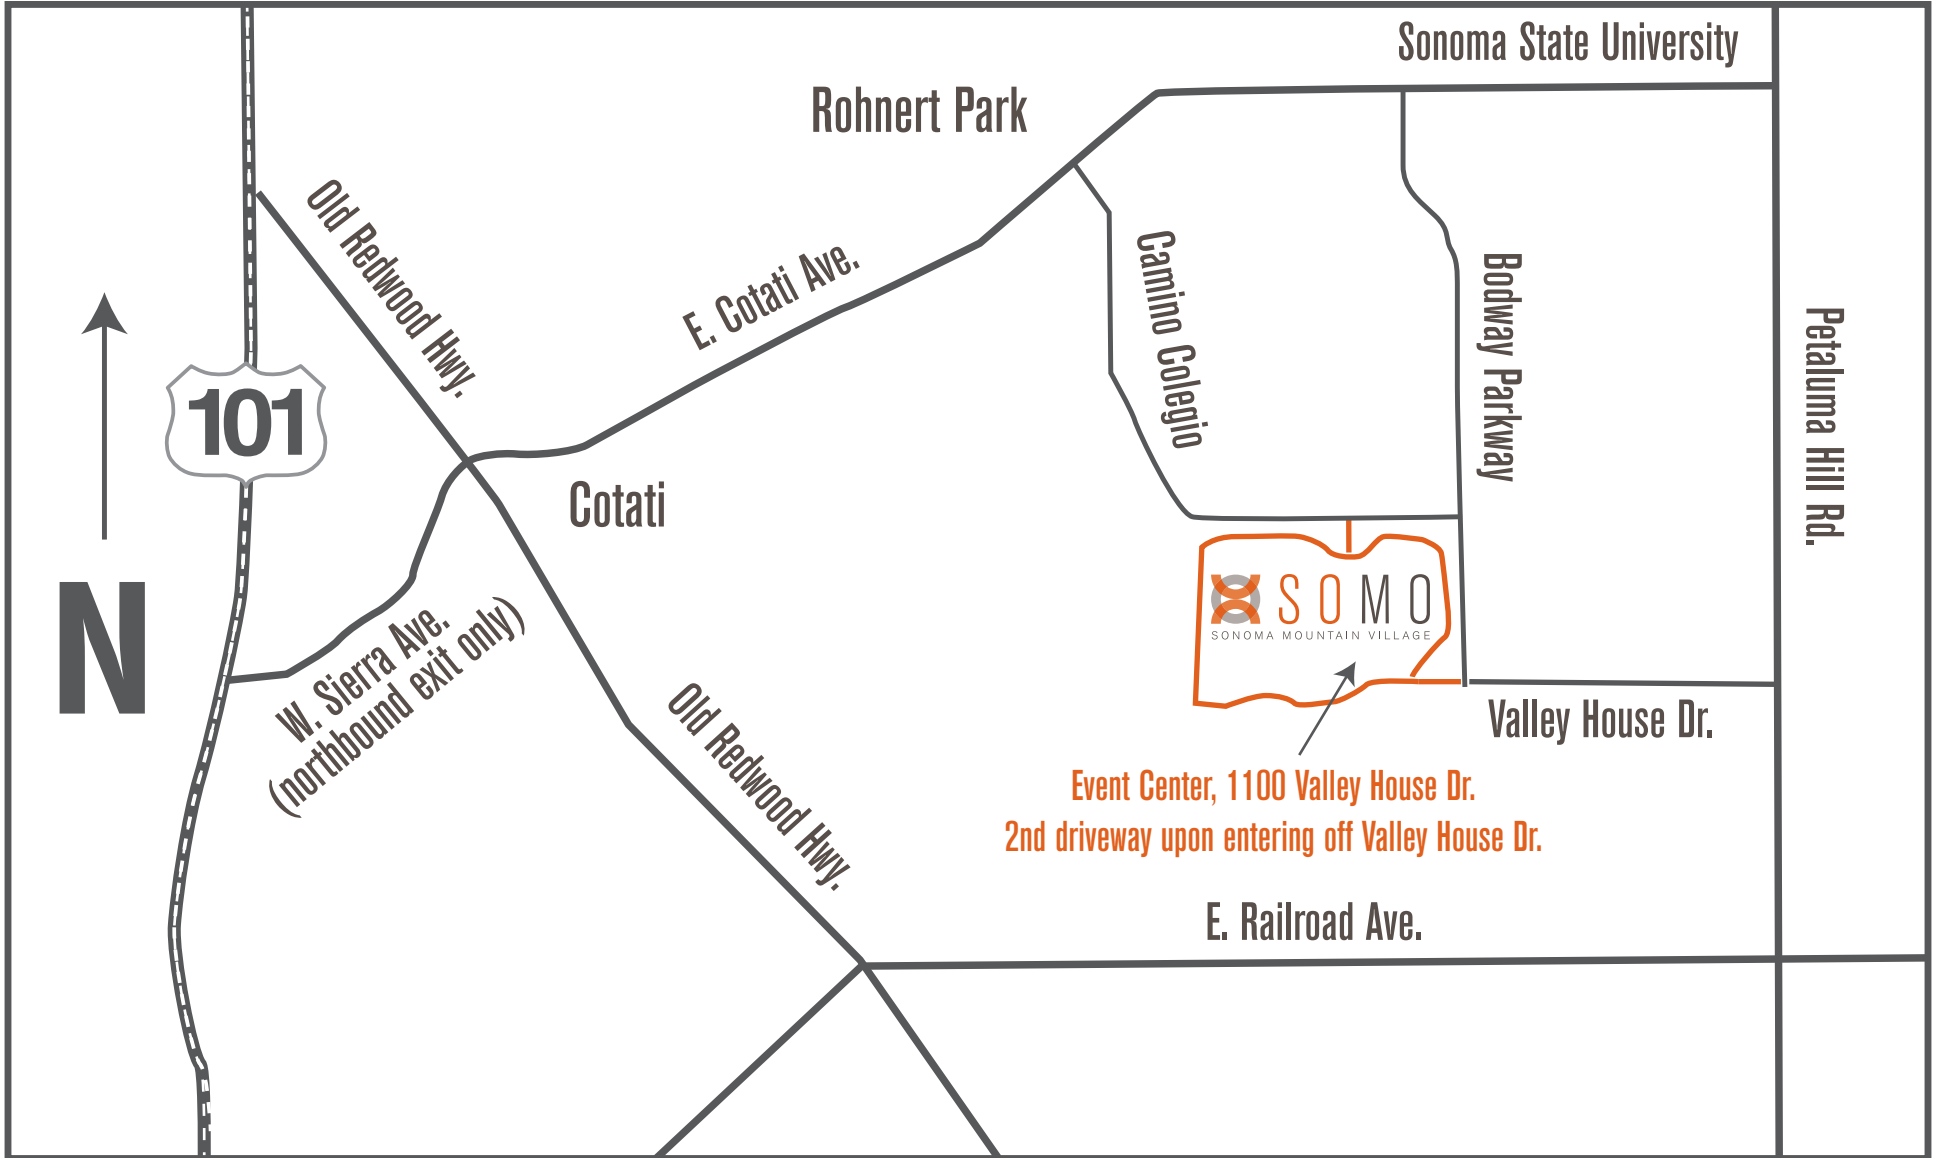 Sonoma State University
Rohnert Park
Old Redwood Hwy.
E. Cotati Ave.
Camino Colegio
Bodway Parkway
Petaluma Hill Rd.
101
Cotati
N
SOMO
SONOMA MOUNTAIN VILLAGE
W. Sierra Ave.
(northbound exit only)
Old Redwood Hwy.
Valley House Dr.
Event Center, 1100 Valley House Dr.
2nd driveway upon entering off Valley House Dr.
E. Railroad Ave.